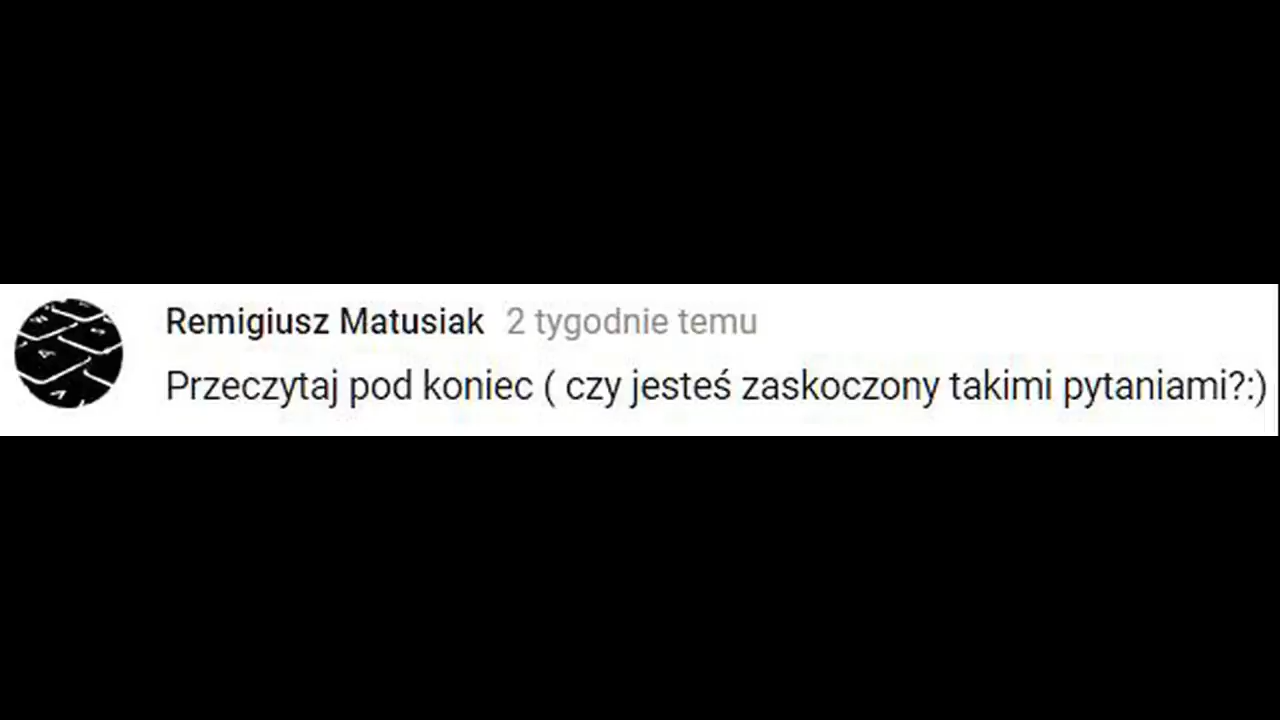 Remigiusz Matusiak 2 tygodnie temu
Przeczytaj pod koniec ( czy jesteś zaskoczony takimi pytaniami?:)